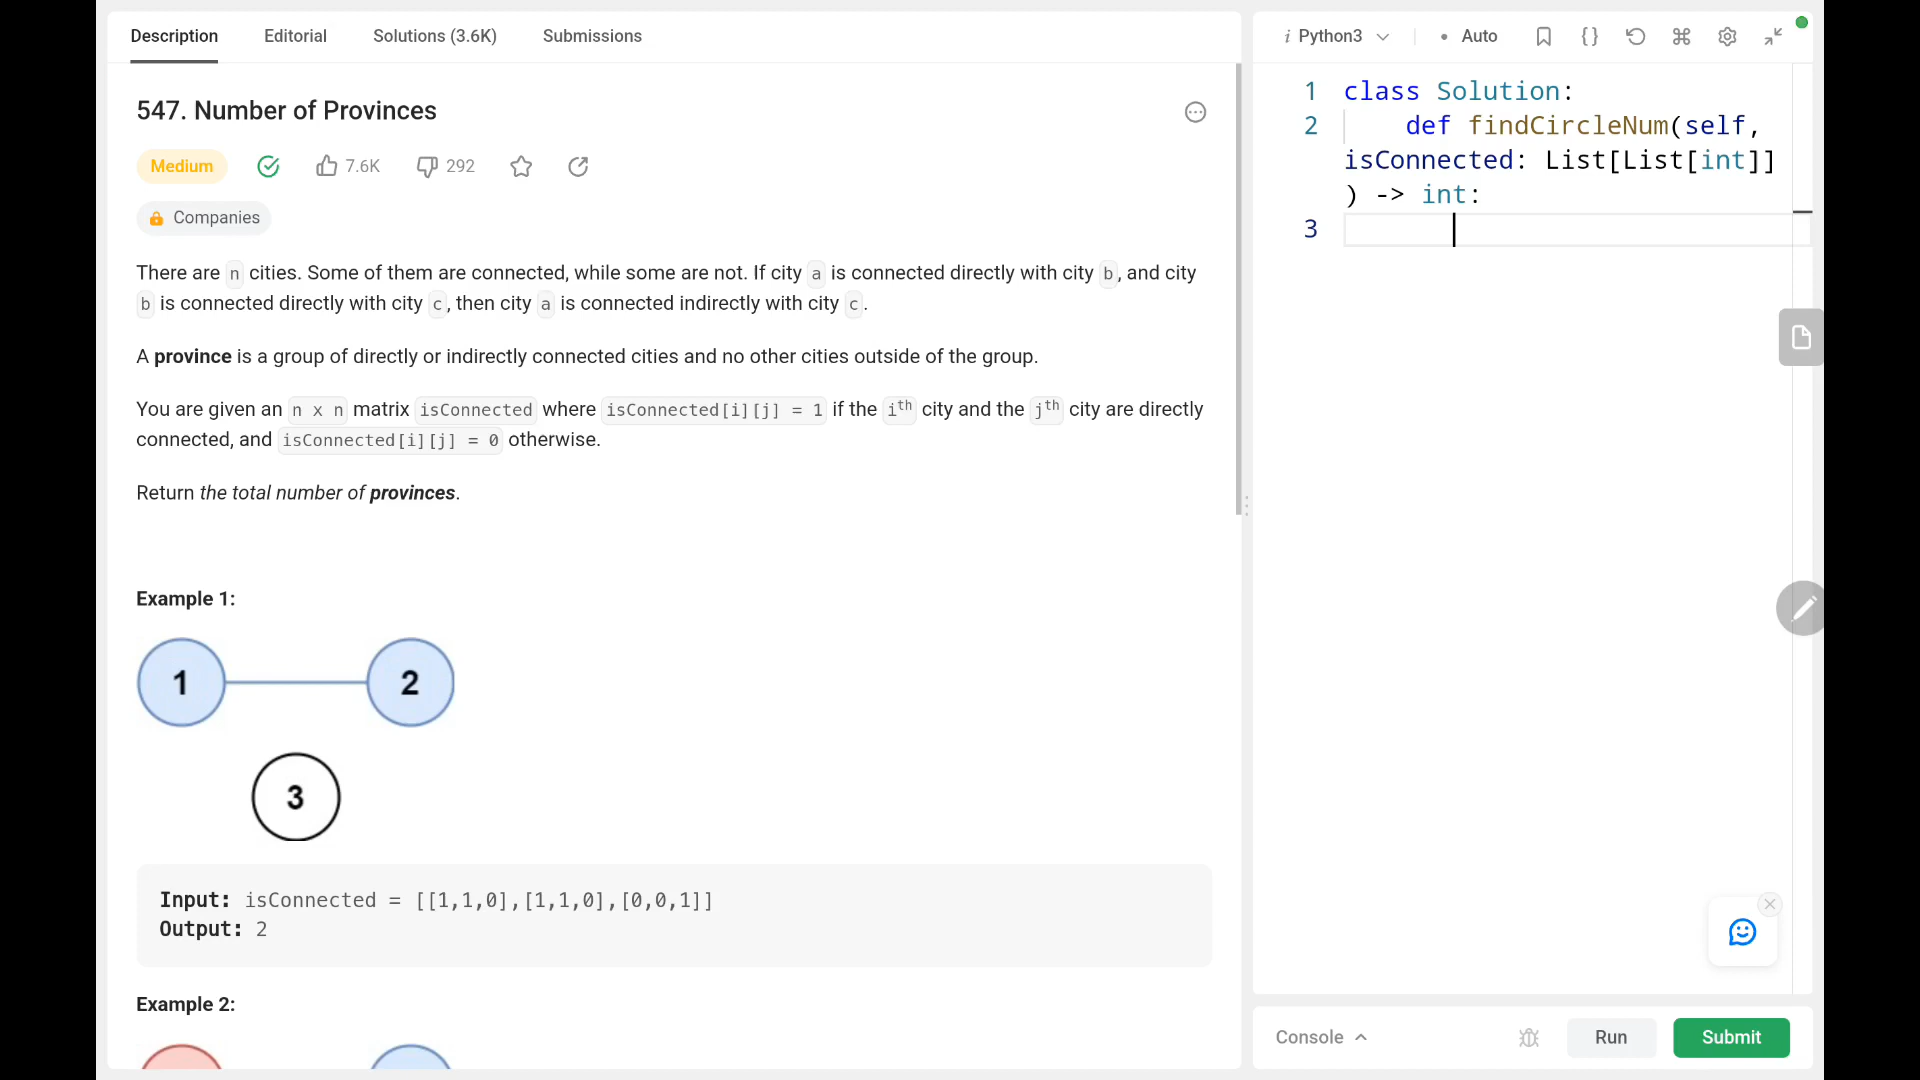 Description Editorial Solutions (3.6K) Submissions
547. Number of Provinces
Medium 7.6K 292
Companies
There are n cities. Some of them are connected, while some are not. If city a is connected directly with city b, and city
b is connected directly with city c, then city a is connected indirectly with city c.
A province is a group of directly or indirectly connected cities and no other cities outside of the group.
You are given an n x n matrix isConnected where isConnected[i][j] = 1 if the ith city and the jth city are directly
connected, and isConnected[i][j] = 0 otherwise.
Return the total number of provinces.
Example 1:
1 2
3
Input: isConnected = [[1,1,0],[1,1,0],[0,0,1]]
Output: 2
Example 2:
i Python3 • Auto
1 class Solution:
2 def findCircleNum(self,
isConnected: List[List[int]]
) -> int:
3
Console Run Submit